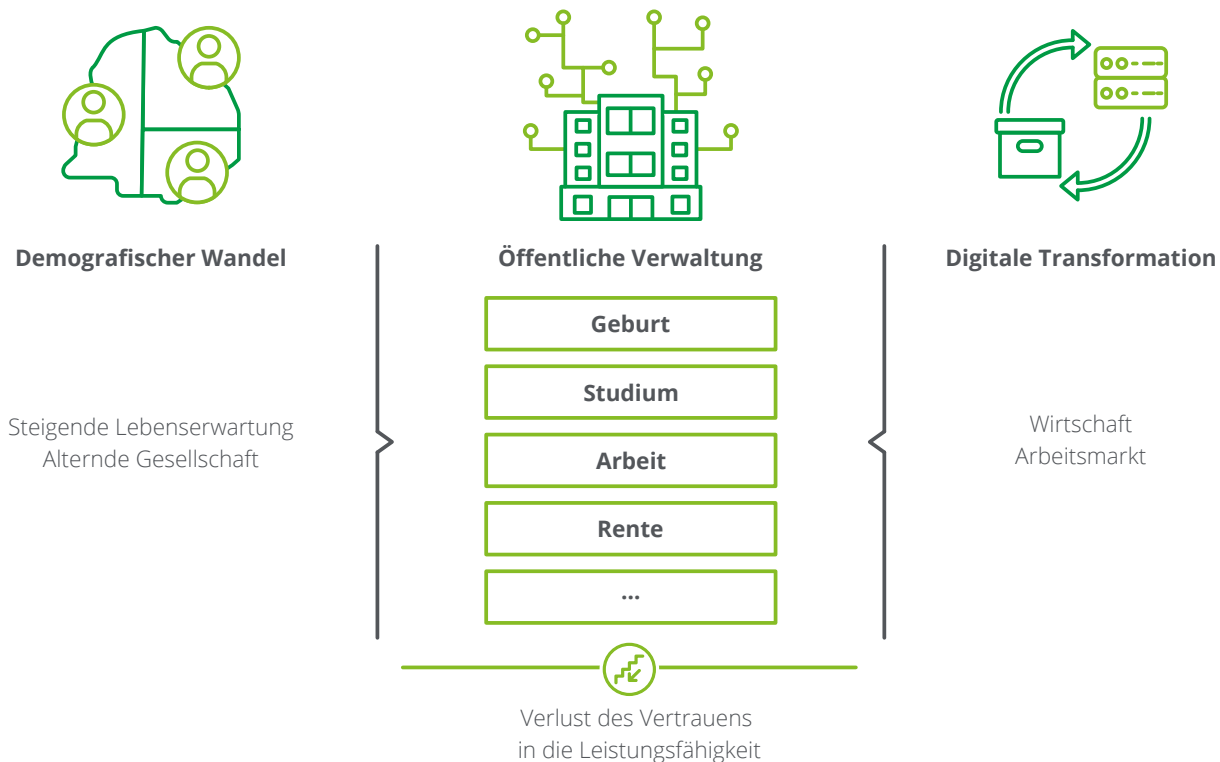 Demografischer Wandel
Steigende Lebenserwartung
Alternde Gesellschaft
Öffentliche Verwaltung
Geburt
Studium
Arbeit
Rente
...
Verlust des Vertrauens
in die Leistungsfähigkeit
Digitale Transformation
Wirtschaft
Arbeitsmarkt